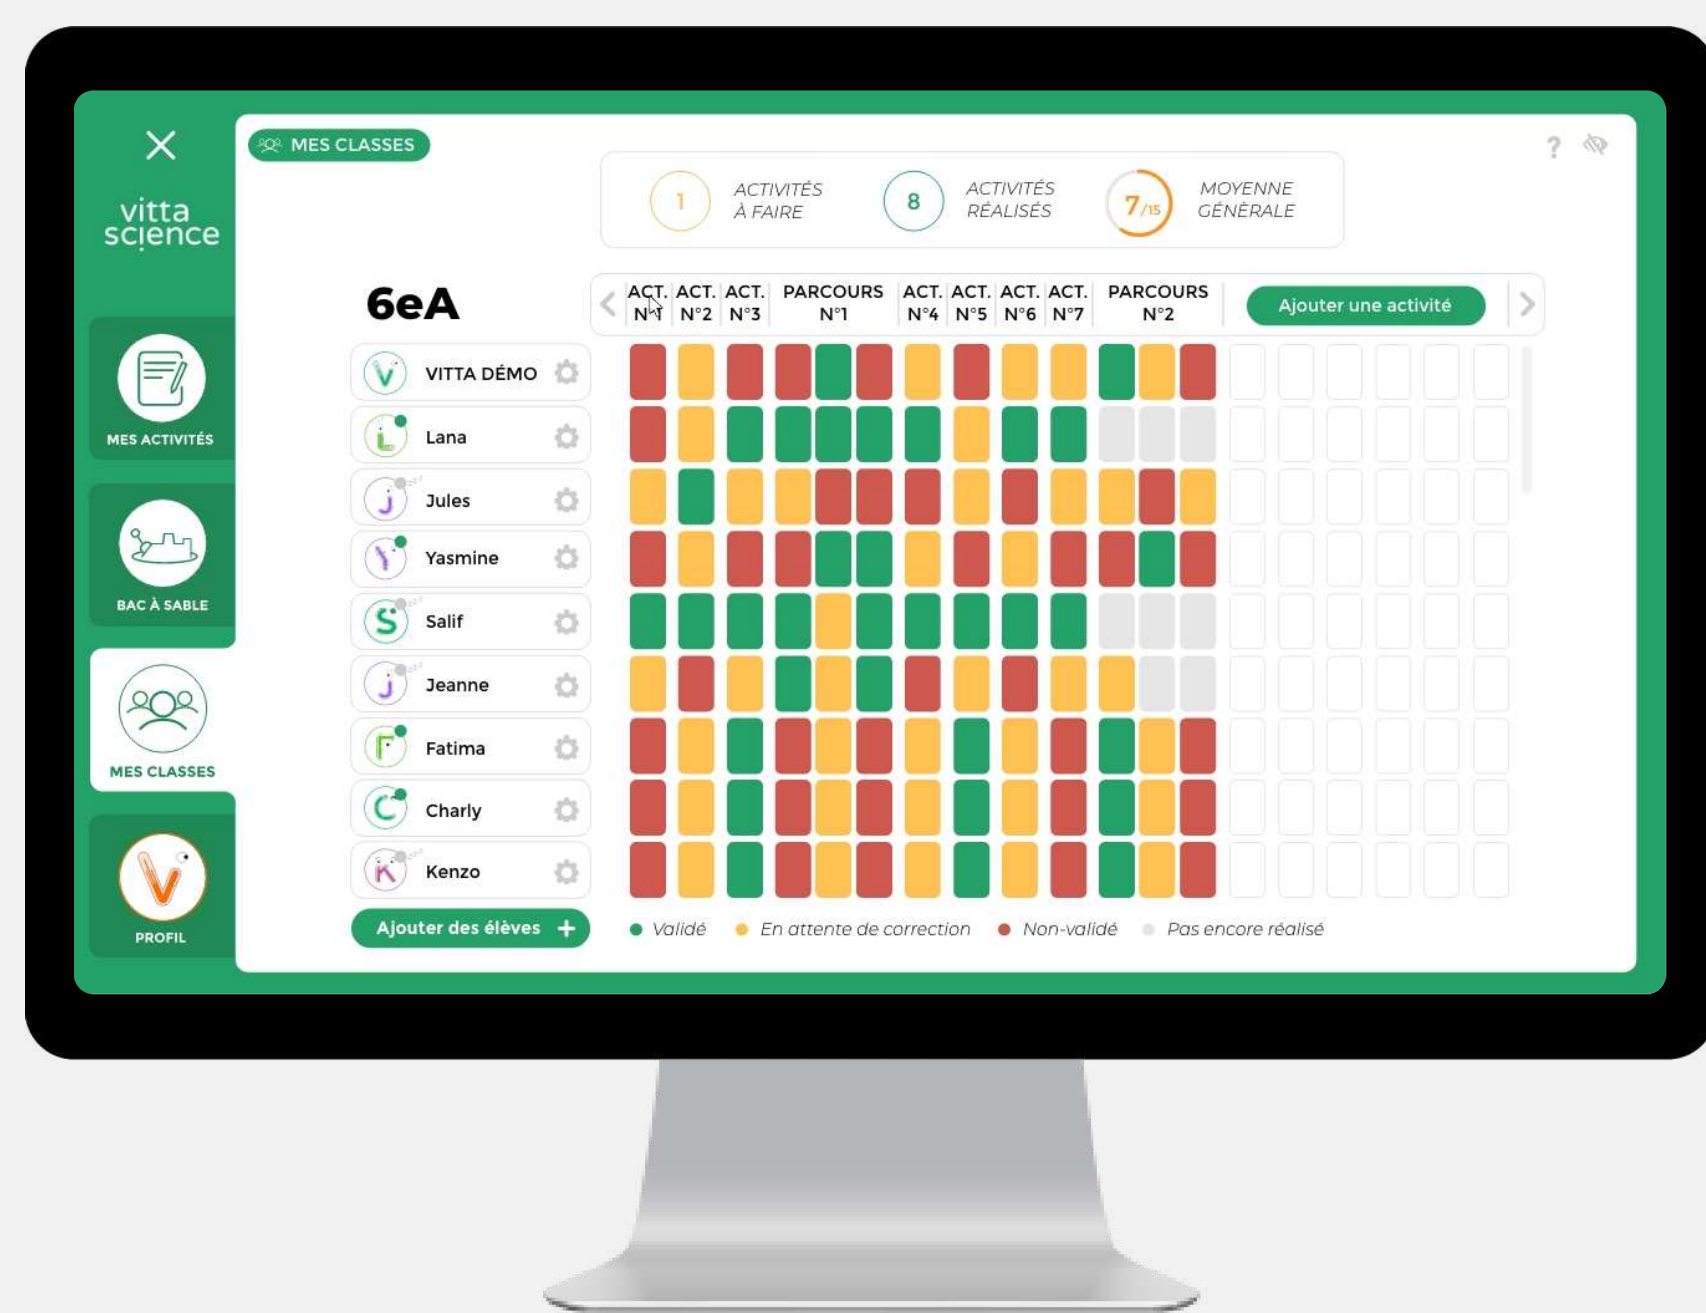 MES CLASSES
?
vitta
science
1
ACTIVITÉS
À FAIRE
8
ACTIVITÉS
RÉALISÉS
7/15
MOYENNE
GÉNÈRALE
6eA
ACT.
N°1
ACT.
N°2
ACT.
N°3
PARCOURS
N°1
ACT.
N°4
ACT.
N°5
ACT.
N°6
ACT.
N°7
PARCOURS
N°2
Ajouter une activité
VITTA DÉMO
Lana
Jules
Yasmine
Salif
Jeanne
Fatima
Charly
Kenzo
Ajouter des élèves +
Validé
En attente de correction
Non-validé
Pas encore réalisé
MES ACTIVITÉS
BAC À SABLE
MES CLASSES
PROFIL